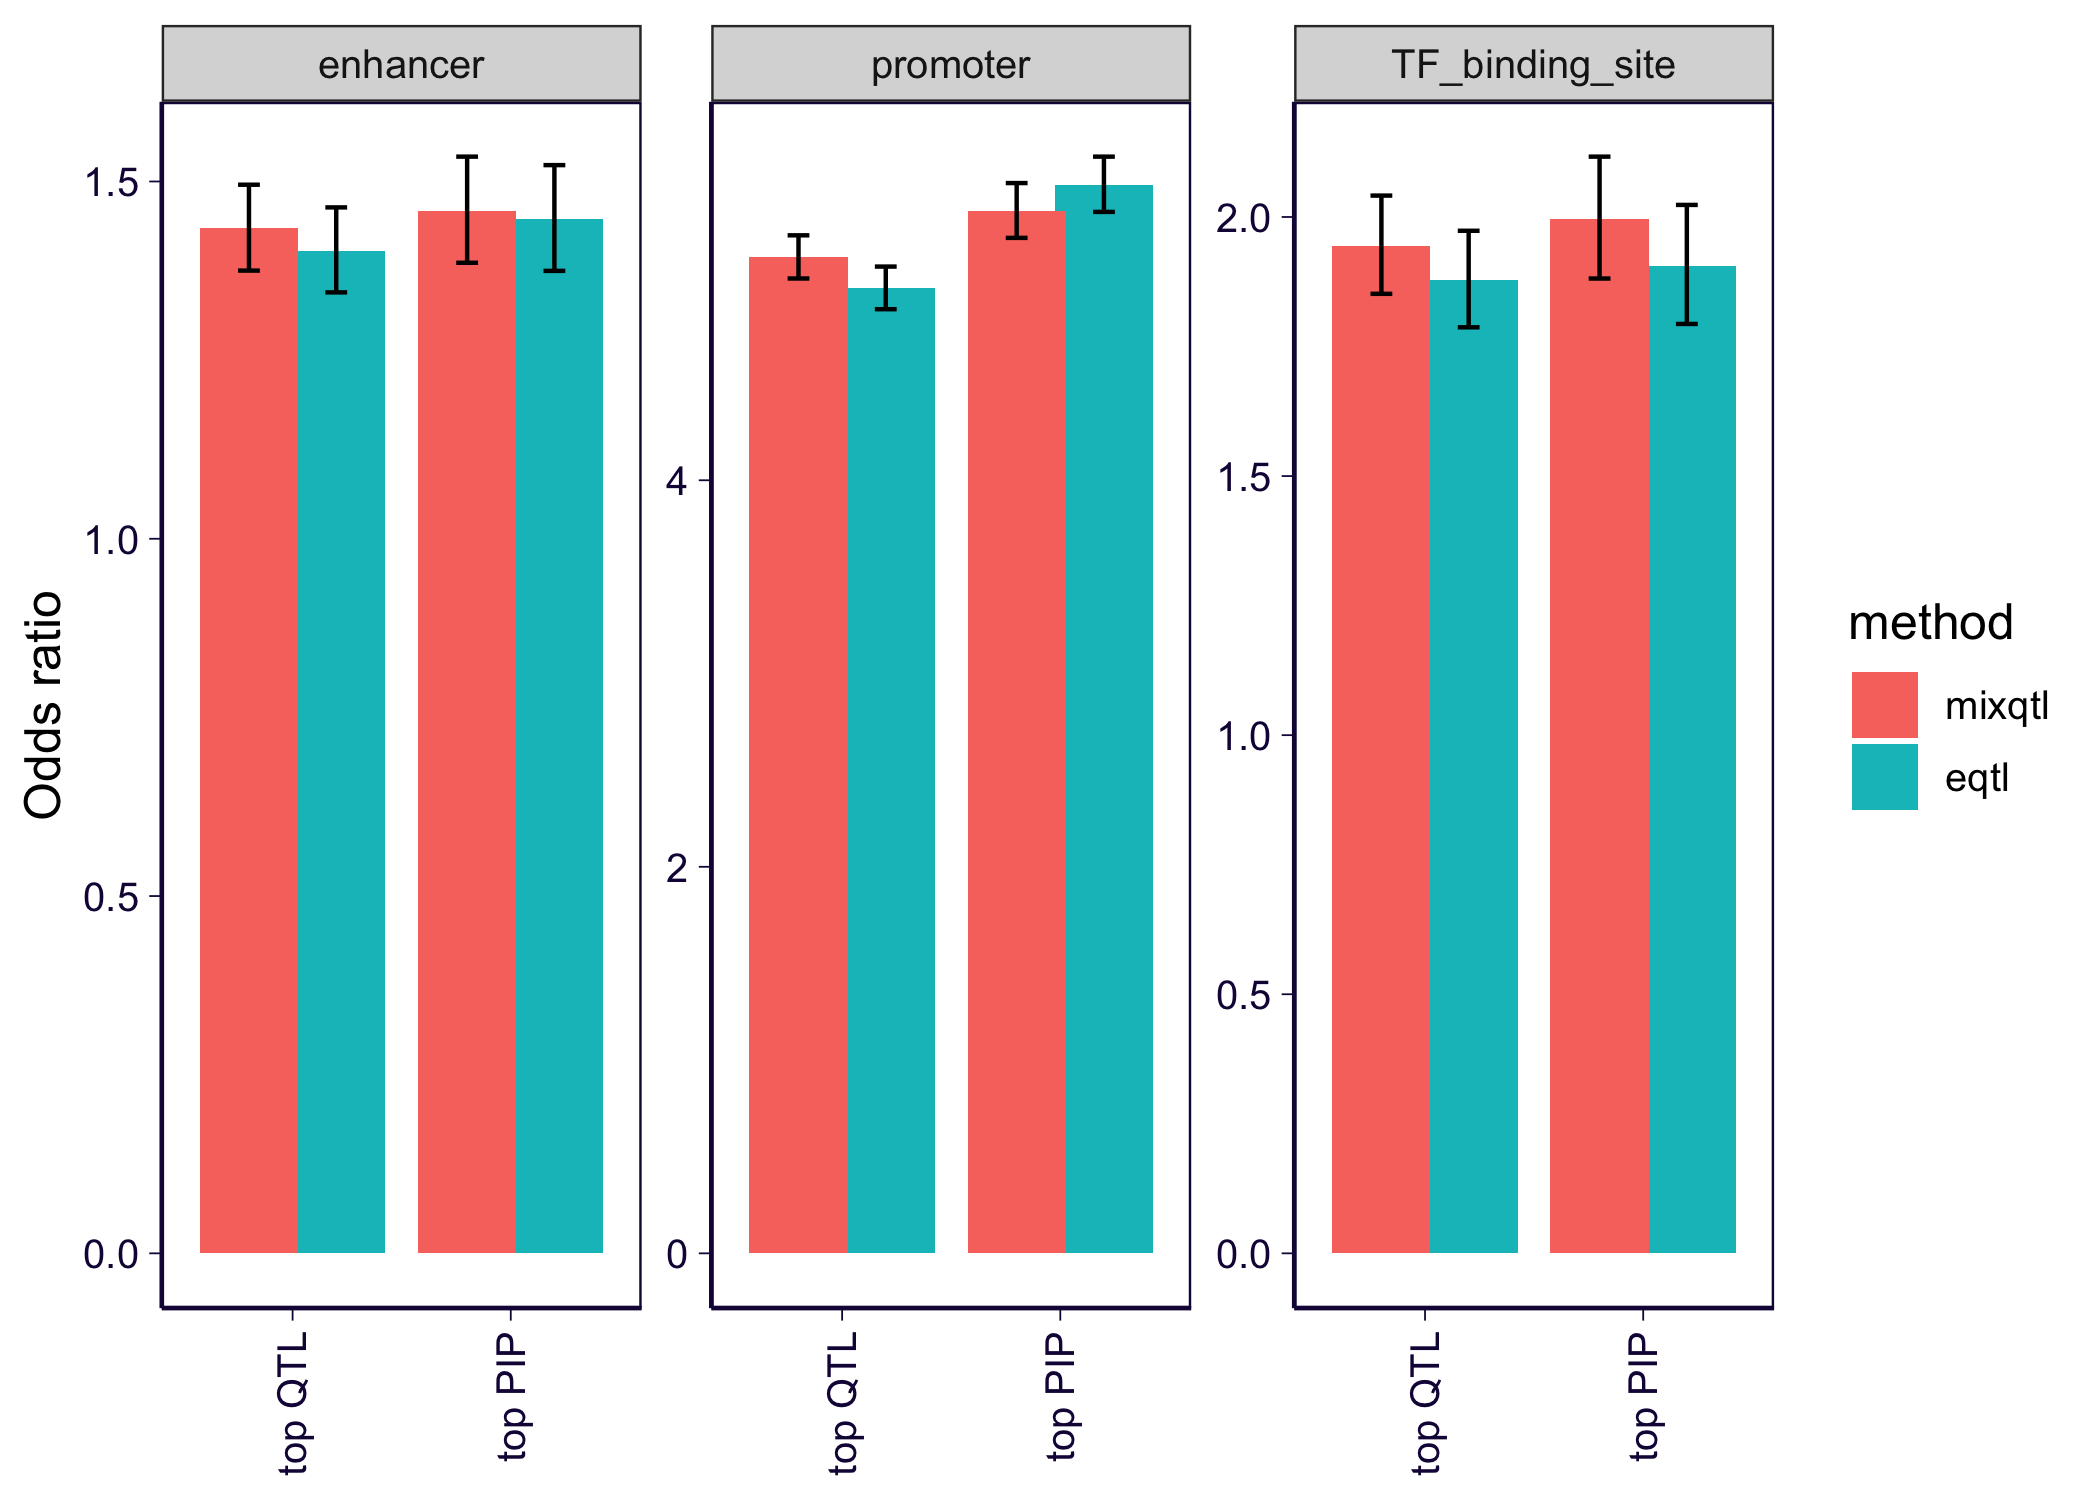 enhancer
promoter
TF_binding_site
Odds ratio
1.5
1.0
0.5
0.0
4
2
0
2.0
1.5
1.0
0.5
0.0
top QTL
top PIP
top QTL
top PIP
top QTL
top PIP
method
mixqtl
eqtl